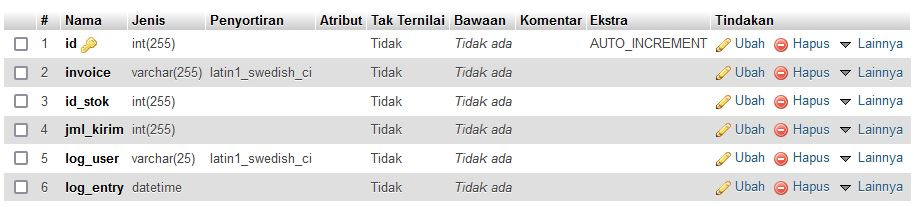 # Nama Jenis Penyortiran Atribut Tak Ternilai Bawaan Komentar Ekstra Tindakan
1 id int(255) Tidak Tidak ada AUTO_INCREMENT Ubah Hapus Lainnya
2 invoice varchar(255) latin1_swedish_ci Tidak Tidak ada Ubah Hapus Lainnya
3 id_stok int(255) Tidak Tidak ada Ubah Hapus Lainnya
4 jml_kirim int(255) Tidak Tidak ada Ubah Hapus Lainnya
5 log_user varchar(25) latin1_swedish_ci Tidak Tidak ada Ubah Hapus Lainnya
6 log_entry datetime Tidak Tidak ada Ubah Hapus Lainnya